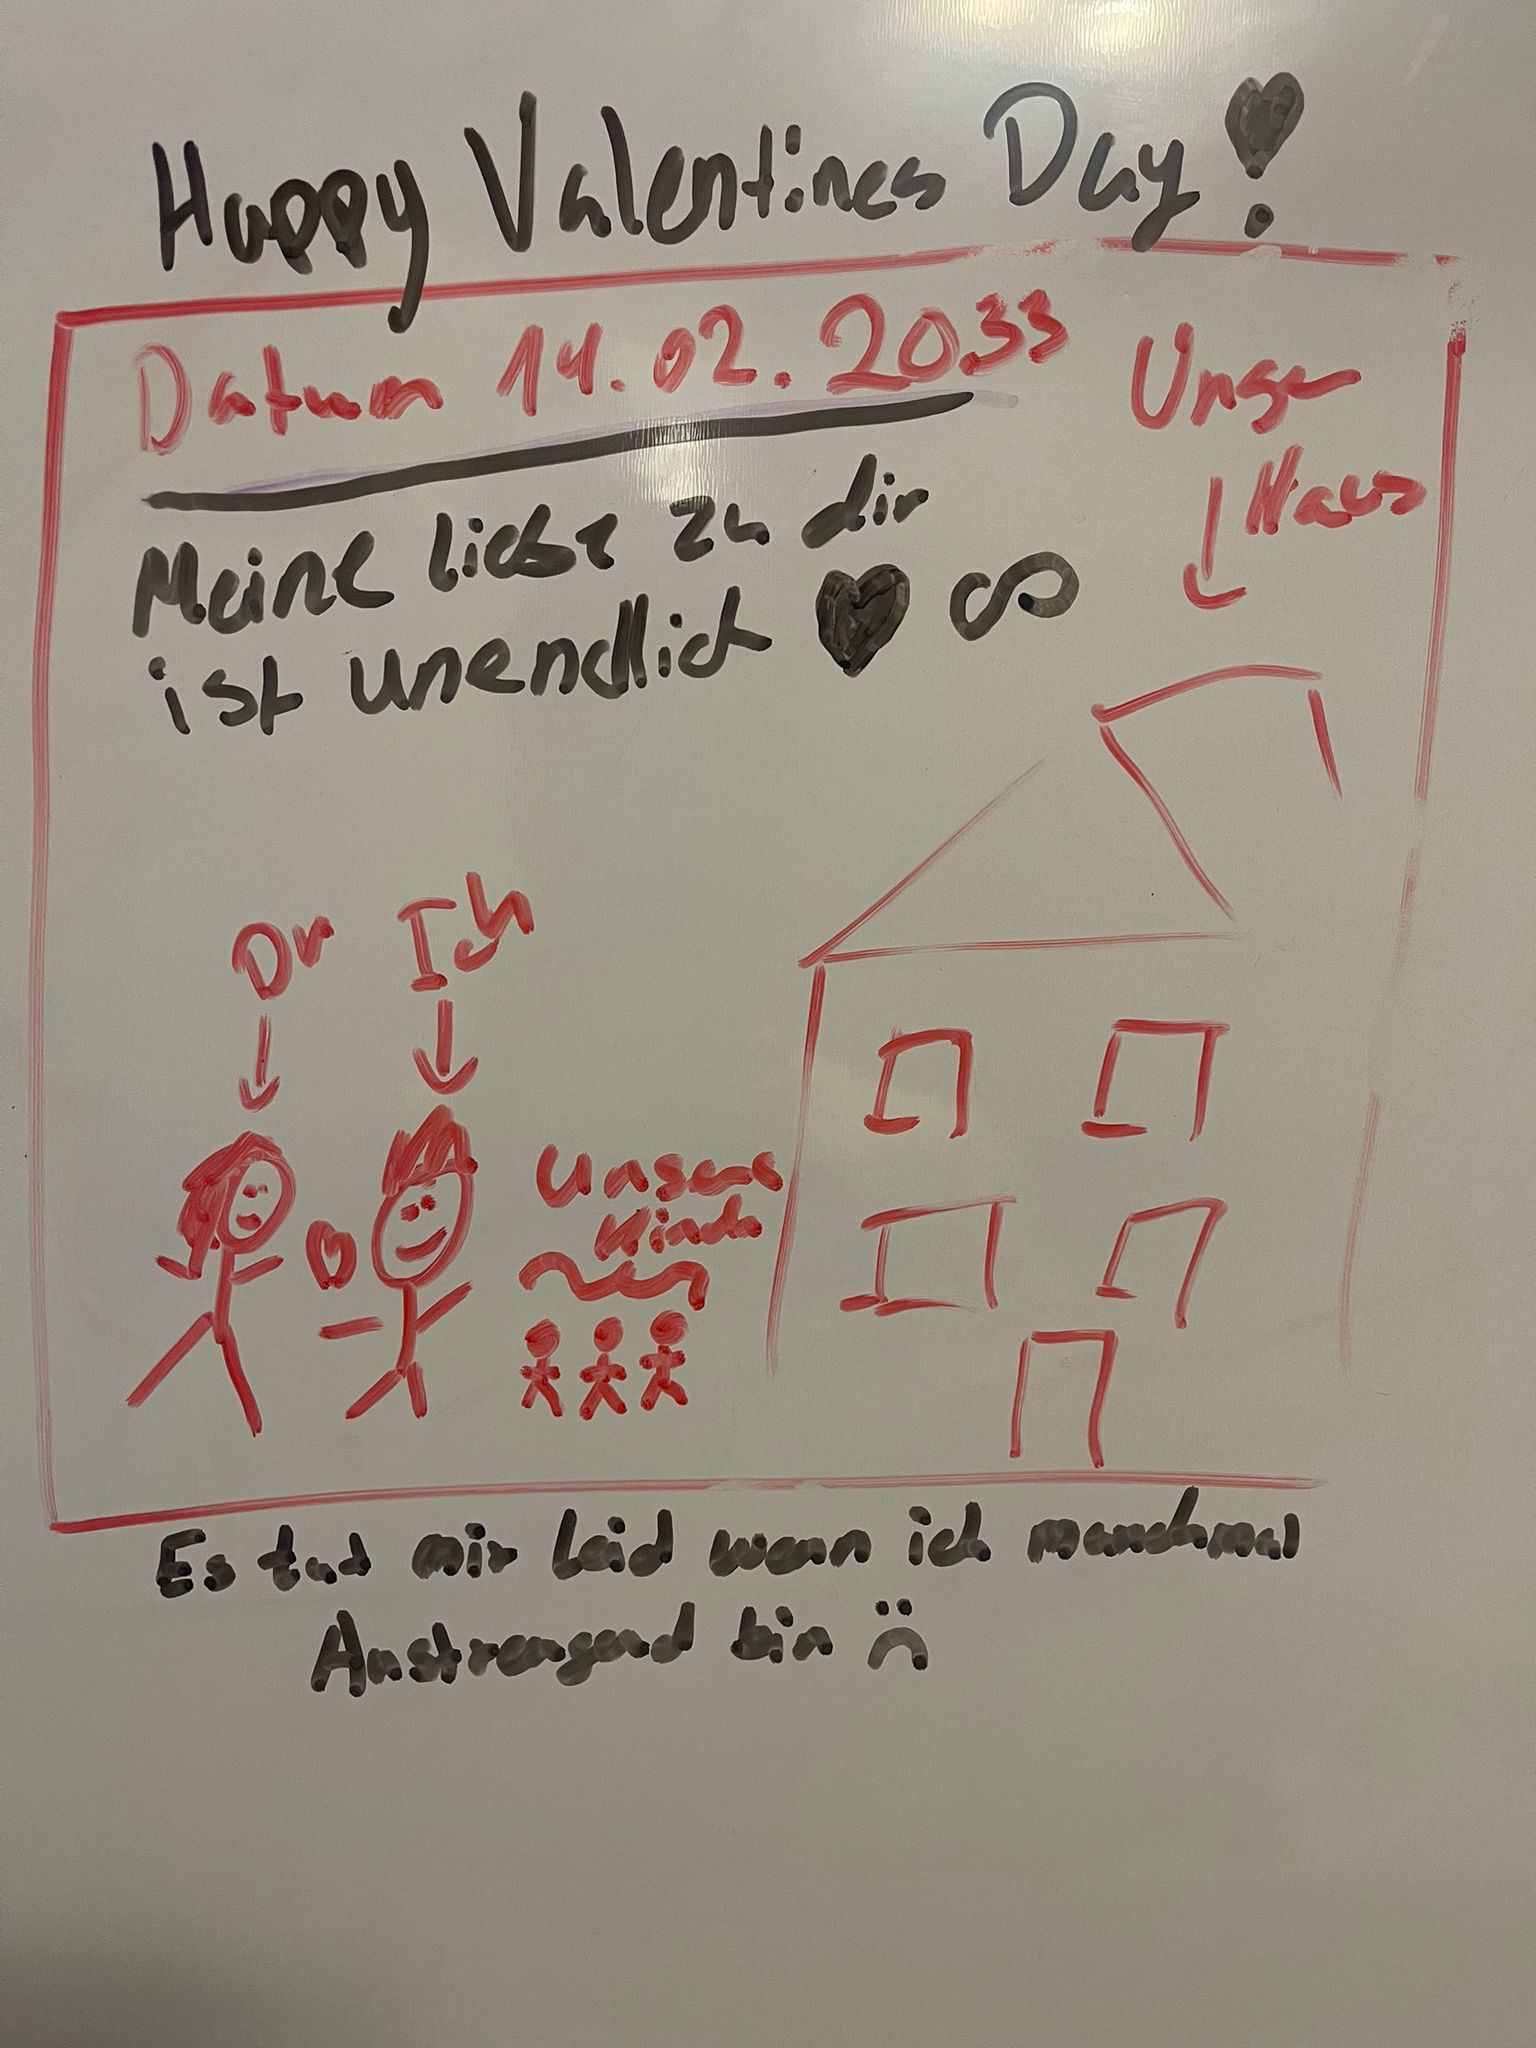 Happy Valentines Day!
Datum 14.02.2033
Meine liebe zu dir
ist unendlich ∞
Unser
Haus
Du
Ich
Unsere
Kinder
Es tut mir Leid wenn ich manchmal
Anstrengend bin :(